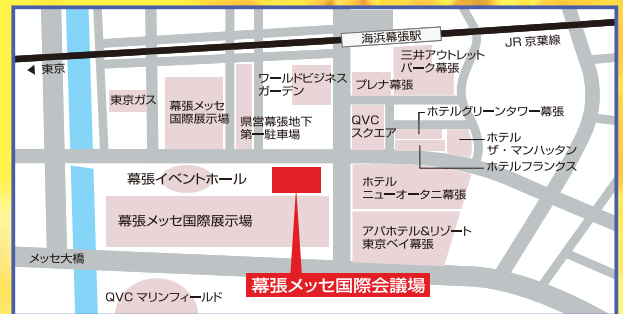 海浜幕張駅
JR 京葉線
◀ 東京
三井アウトレット
パーク幕張
ワールドビジネス
ガーデン
プレナ幕張
東京ガス
幕張メッセ
国際展示場
県営幕張地下
第一駐車場
QVC
スクエア
ホテルグリーンタワー幕張
ホテル
ザ・マンハッタン
ホテルフランクス
幕張イベントホール
ホテル
ニューオータニ幕張
幕張メッセ国際展示場
アパホテル&リゾート
東京ベイ幕張
メッセ大橋
幕張メッセ国際会議場
QVC マリンフィールド